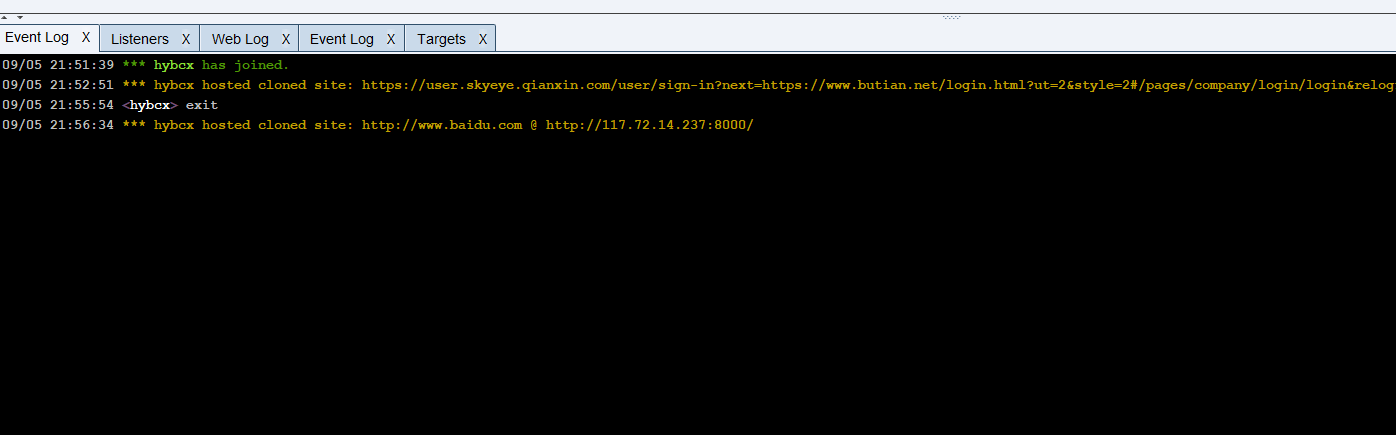 Event Log X Listeners X Web Log X Event Log X Targets X
09/05 21:51:39 *** hybcx has joined.
09/05 21:52:51 *** hybcx hosted cloned site: https://user.skyeye.qianxin.com/user/sign-in?next=https://www.butian.net/login.html?ut=2&style=2#/pages/company/login/login&relog
09/05 21:55:54 <hybcx> exit
09/05 21:56:34 *** hybcx hosted cloned site: http://www.baidu.com @ http://117.72.14.237:8000/